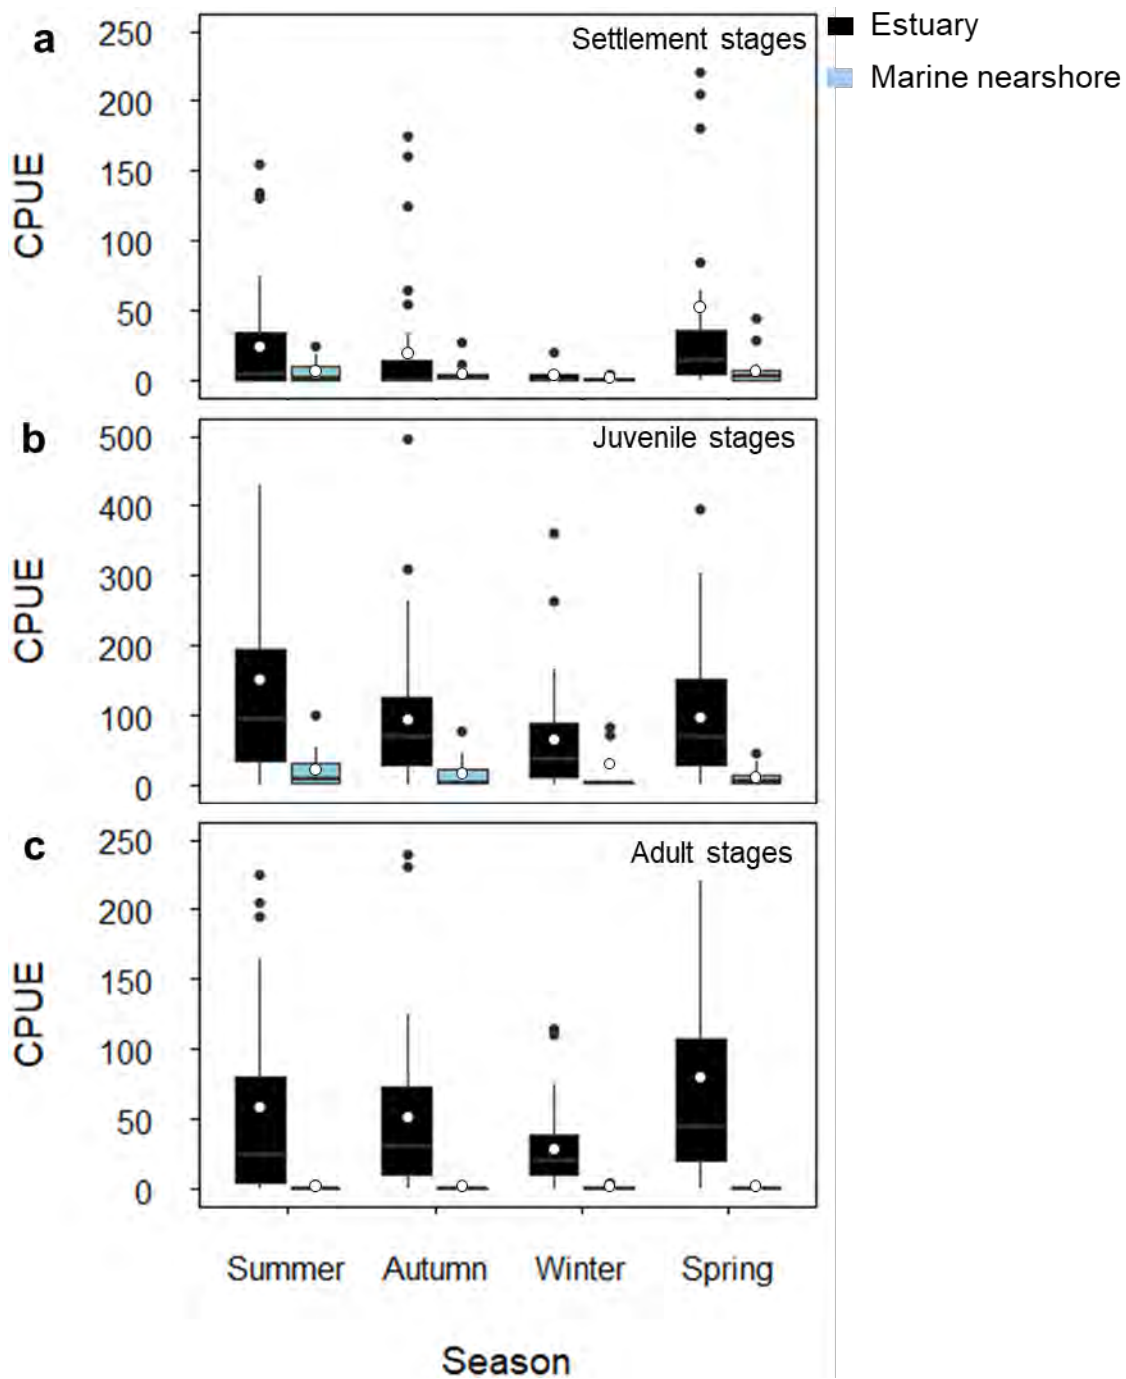 a
Settlement stages
Estuary
Marine nearshore
250
200
150
100
50
0
CPUE
b
Juvenile stages
500
400
300
200
100
0
CPUE
c
Adult stages
250
200
150
100
50
0
CPUE
Summer Autumn Winter Spring
Season